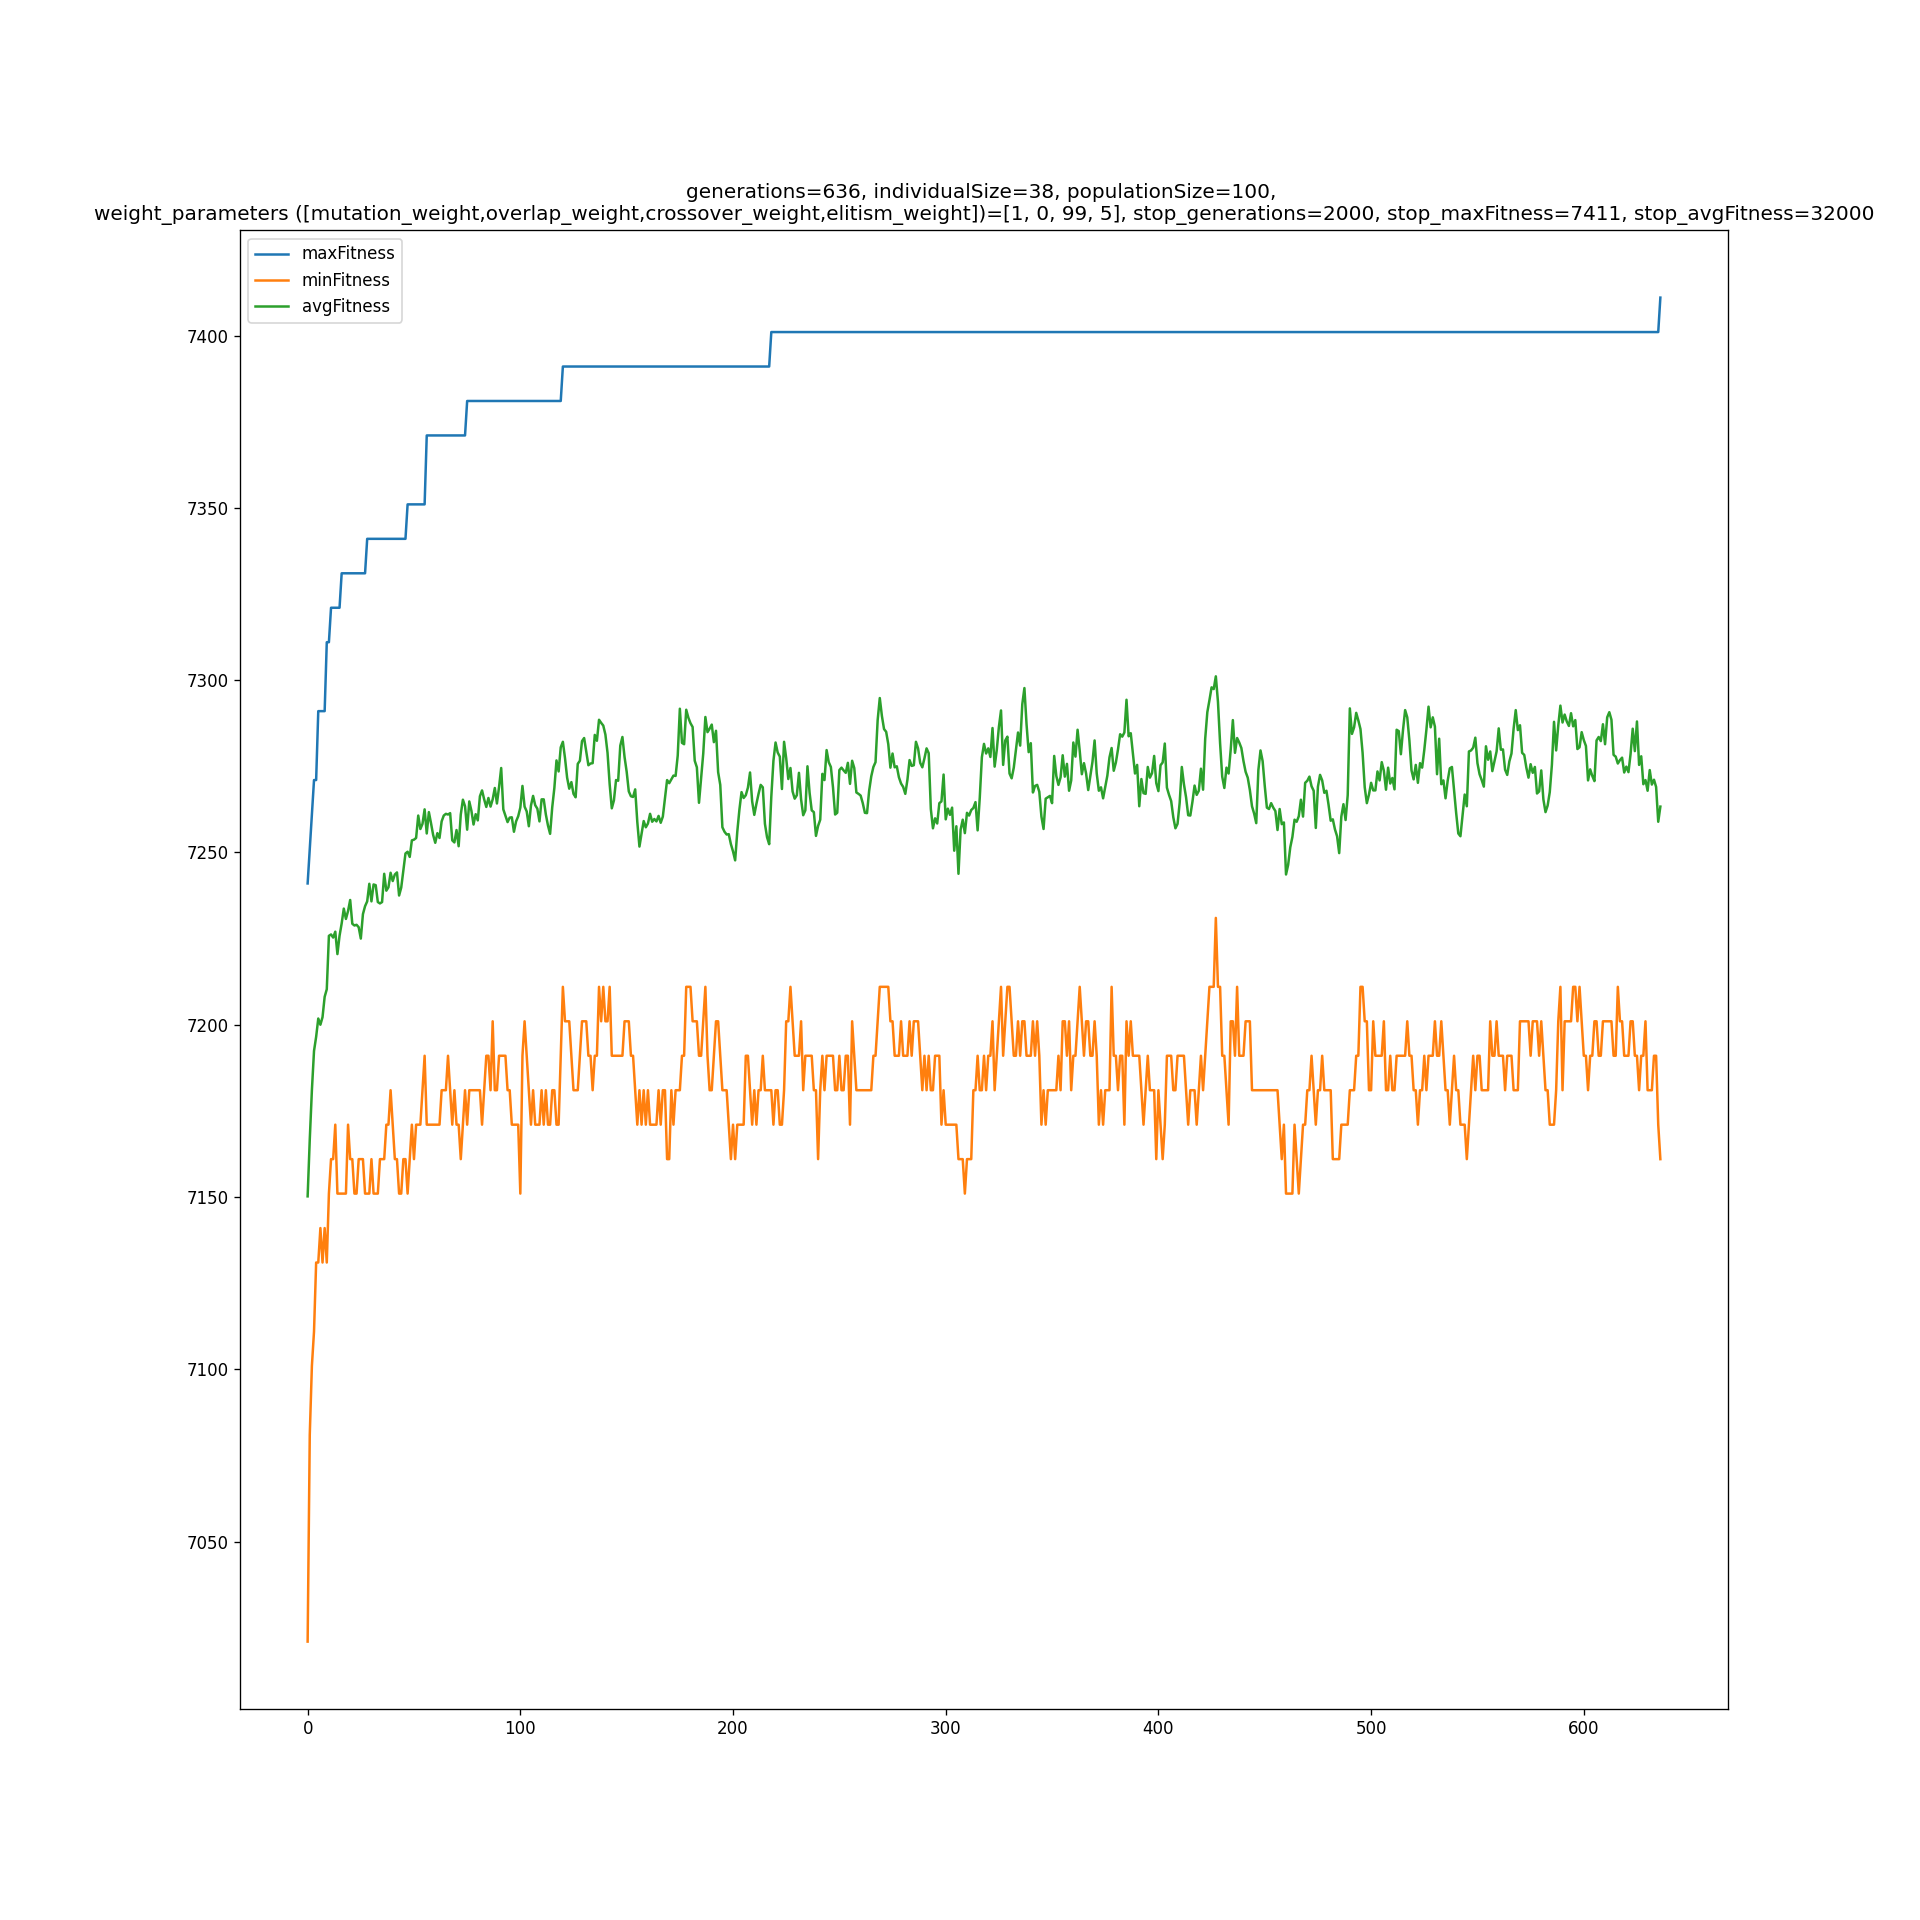 generations=636, individualSize=38, populationSize=100,
weight_parameters ([mutation_weight,overlap_weight,crossover_weight,elitism_weight])=[1, 0, 99, 5], stop_generations=2000, stop_maxFitness=7411, stop_avgFitness=32000
maxFitness
minFitness
avgFitness
7400
7350
7300
7250
7200
7150
7100
7050
0 100 200 300 400 500 600